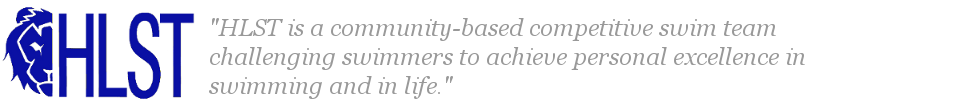 HLST
"HLST is a community-based competitive swim team
challenging swimmers to achieve personal excellence in
swimming and in life."